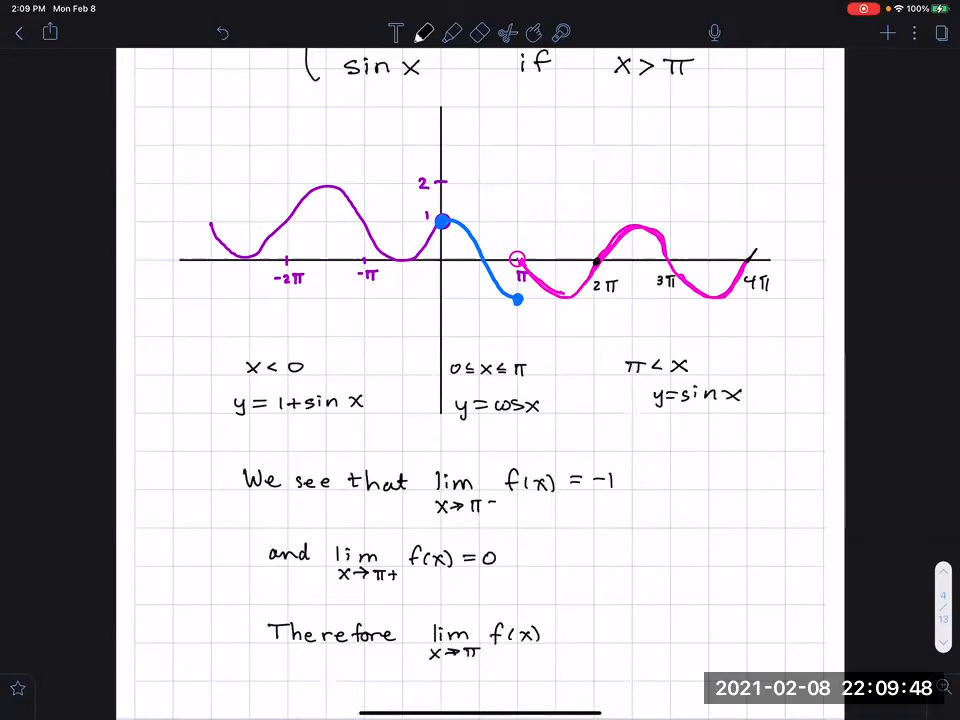 2:09 PM Mon Feb 8
100%
sin x if x > π
2
1
-2π -π π 2π 3π 4π
x < 0 0 ≤ x ≤ π π < x
y = 1 + sin x y = cos x y = sin x
We see that lim f(x) = -1
x → π-
and lim f(x) = 0
x → π+
Therefore lim f(x)
x → π
4
/
13
2021-02-08 22:09:48